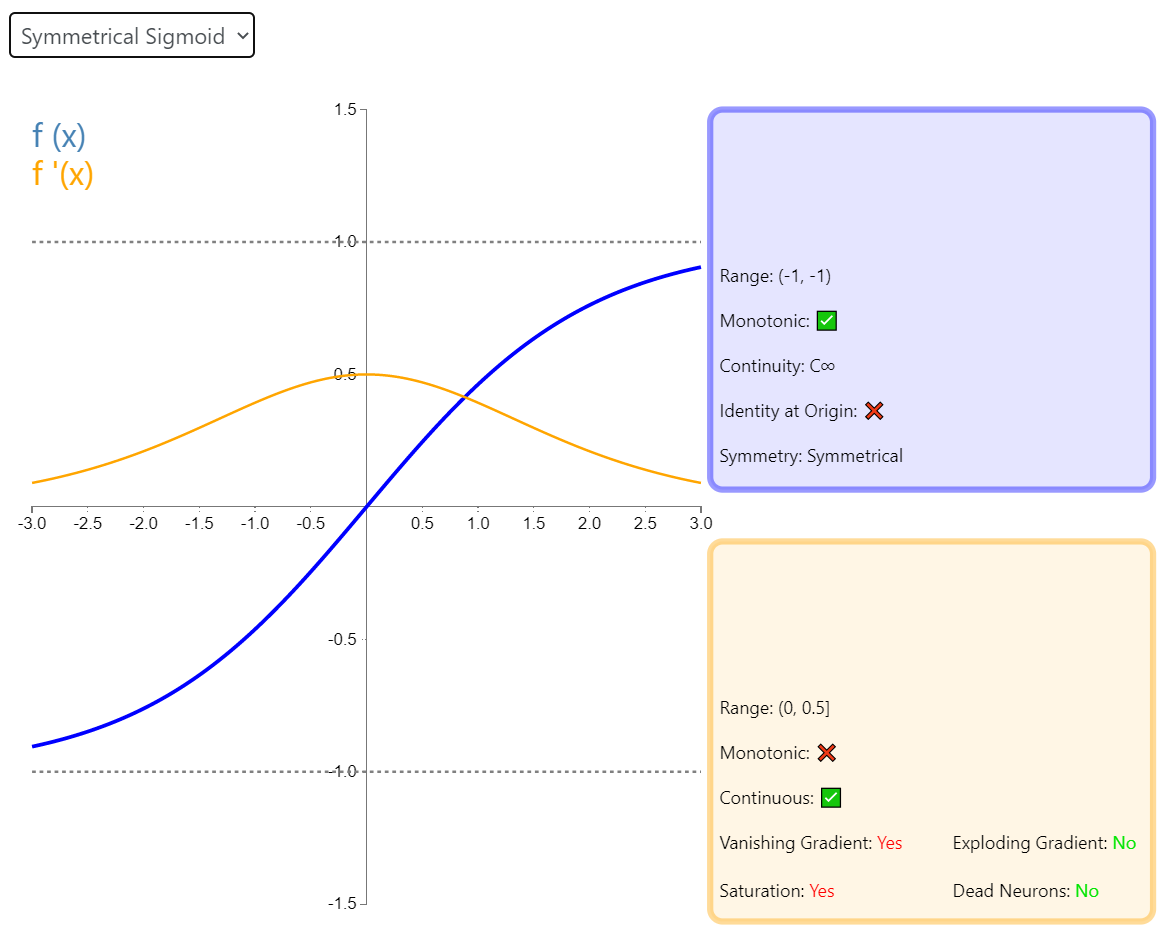 Symmetrical Sigmoid
f (x)
f '(x)
1.5
1.0
0.5
-3.0 -2.5 -2.0 -1.5 -1.0 -0.5 0.5 1.0 1.5 2.0 2.5 3.0
-0.5
-1.0
-1.5
Range: (-1, -1)
Monotonic: ✅
Continuity: C∞
Identity at Origin: ❌
Symmetry: Symmetrical
Range: (0, 0.5]
Monotonic: ❌
Continuous: ✅
Vanishing Gradient: Yes Exploding Gradient: No
Saturation: Yes Dead Neurons: No